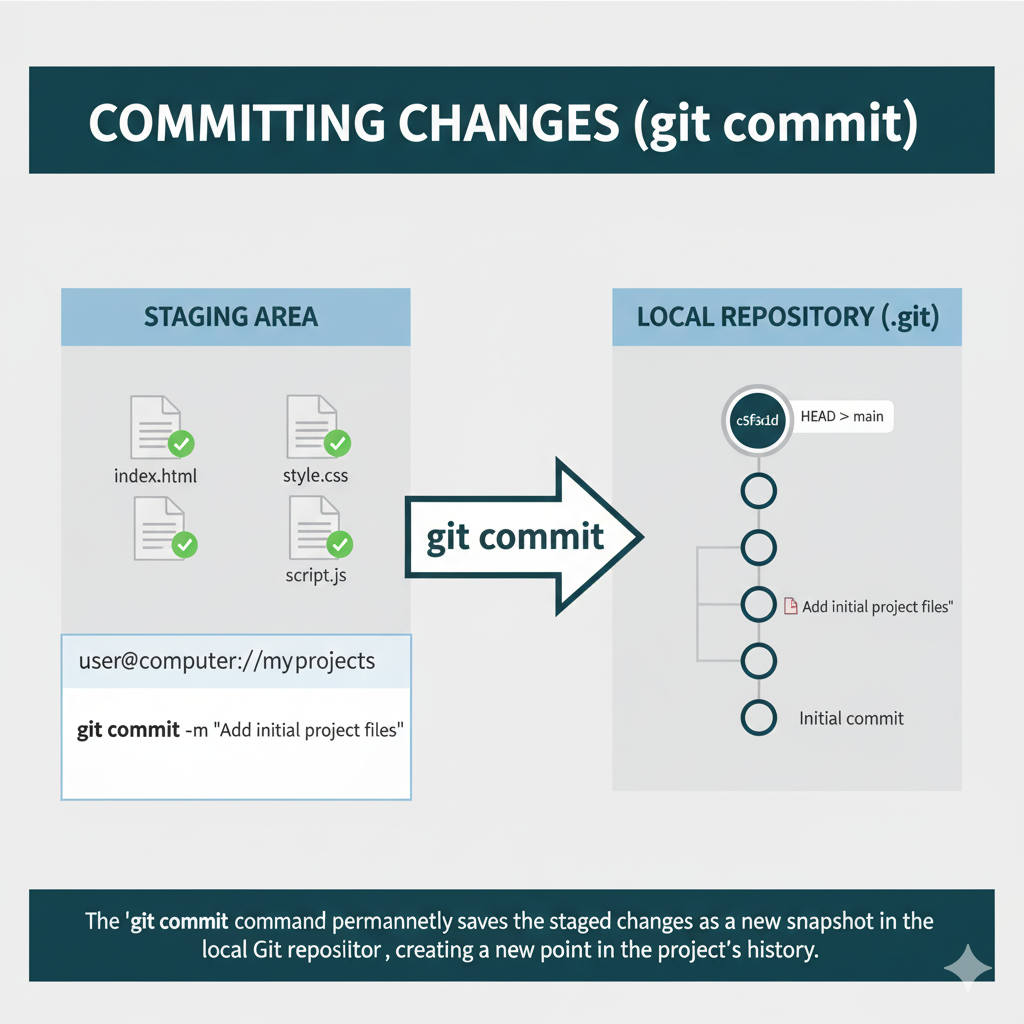 COMMITTING CHANGES (git commit)
STAGING AREA
index.html
style.css
script.js
user@computer://myprojects
git commit -m "Add initial project files"
git commit
LOCAL REPOSITORY (.git)
HEAD > main
Add initial project files"
Initial commit
The 'git commit command permannetly saves the staged changes as a new snapshot in the
local Git reposiitor, creating a new point in the project's history.